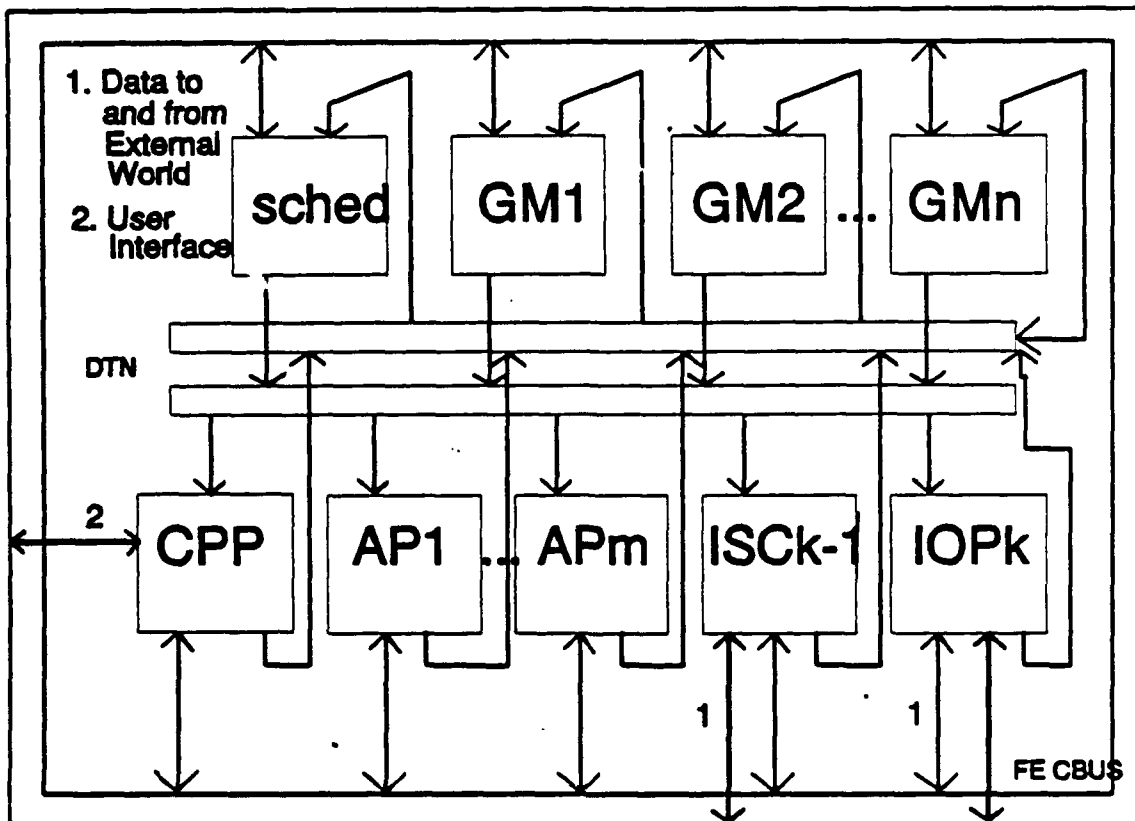 1. Data to
and from
External
World
2. User
Interface
sched
GM1
GM2
...
GMn
DTN
2
CPP
AP1
...
APm
ISCk-1
IOPk
1
1
FE CBUS